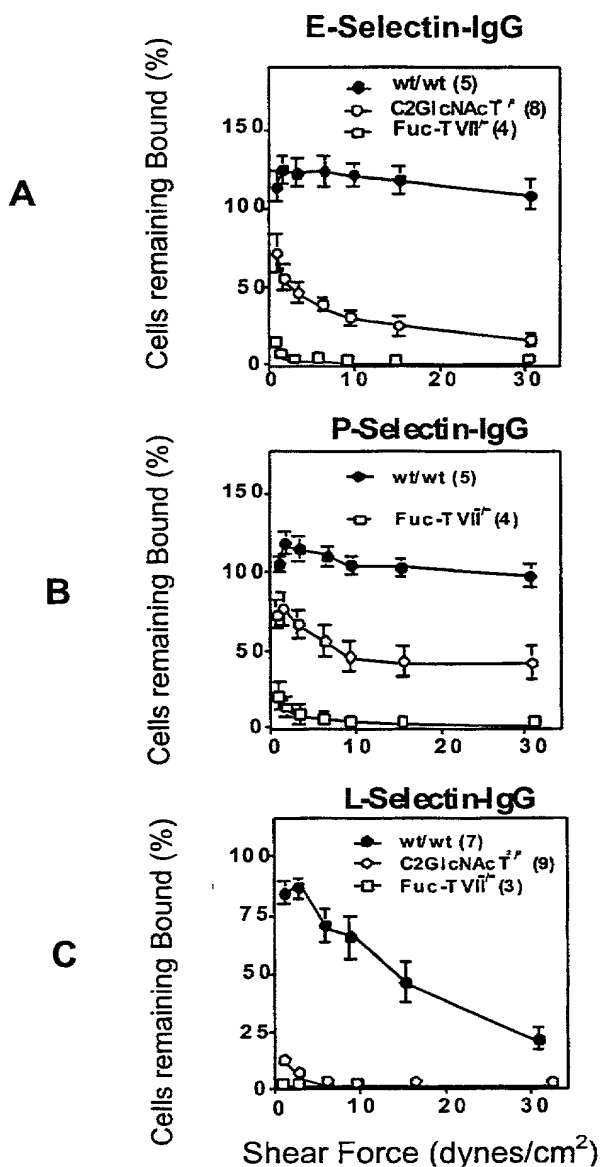 E-Selectin-IgG
A
Cells remaining Bound (%)
wt/wt (5)
C2GlcNAcT-/- (8)
Fuc-TVII-/- (4)
150
100
50
0
0 10 20 30
P-Selectin-IgG
B
Cells remaining Bound (%)
wt/wt (5)
Fuc-TVII-/- (4)
150
100
50
0
0 10 20 30
L-Selectin-IgG
C
Cells remaining Bound (%)
wt/wt (7)
C2GlcNAcT-/- (9)
Fuc-TVII-/- (3)
100
75
50
25
0
0 10 20 30
Shear Force (dynes/cm²)